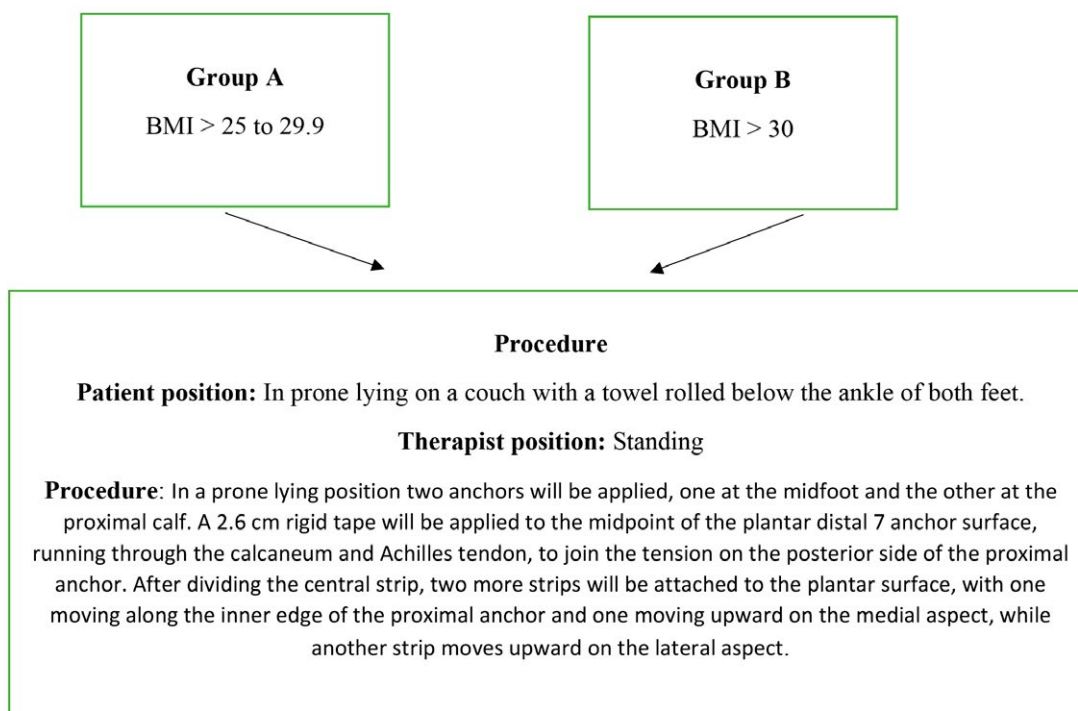 Group A
BMI > 25 to 29.9
Group B
BMI > 30
Procedure
Patient position: In prone lying on a couch with a towel rolled below the ankle of both feet.
Therapist position: Standing
Procedure: In a prone lying position two anchors will be applied, one at the midfoot and the other at the
proximal calf. A 2.6 cm rigid tape will be applied to the midpoint of the plantar distal 7 anchor surface,
running through the calcaneum and Achilles tendon, to join the tension on the posterior side of the proximal
anchor. After dividing the central strip, two more strips will be attached to the plantar surface, with one
moving along the inner edge of the proximal anchor and one moving upward on the medial aspect, while
another strip moves upward on the lateral aspect.